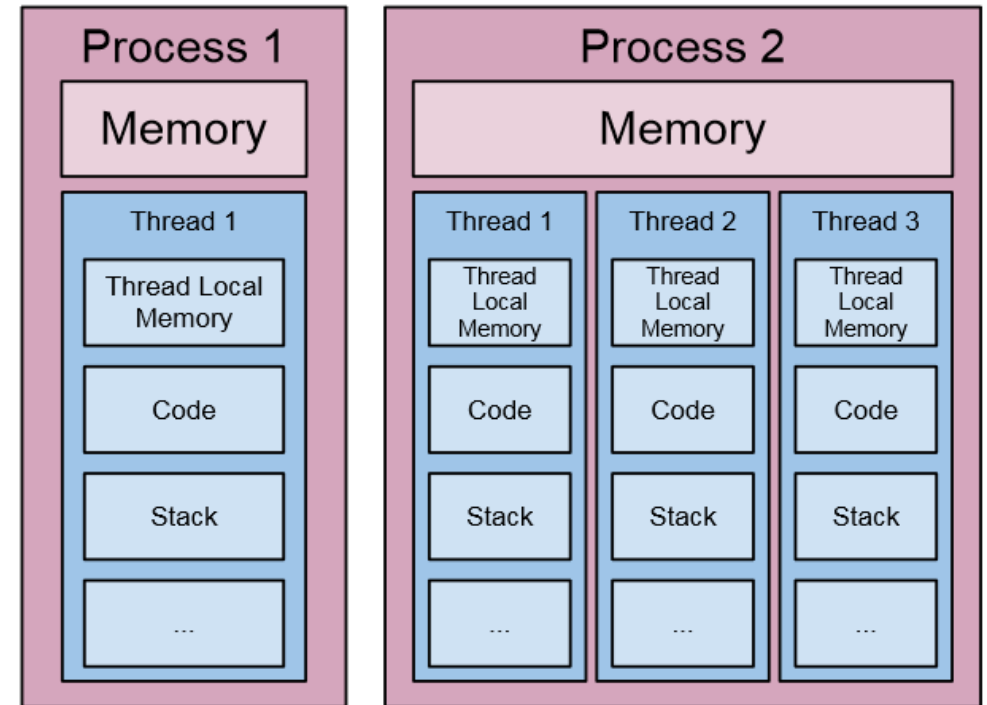 Process 1
Memory
Thread 1
Thread Local
Memory
Code
Stack
...
Process 2
Memory
Thread 1
Thread
Local
Memory
Code
Stack
...
Thread 2
Thread
Local
Memory
Code
Stack
...
Thread 3
Thread
Local
Memory
Code
Stack
...